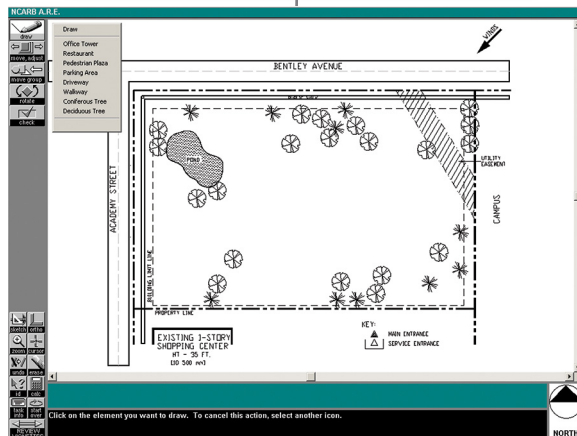 NCARB A.R.E.
draw
move, adjust
move group
rotate
check
Draw
Office Tower
Restaurant
Pedestrian Plaza
Parking Area
Driveway
Walkway
Coniferous Tree
Deciduous Tree
WINDS
BENTLEY AVENUE
ACADEMY STREET
POND
UTILITY
EASEMENT
CAMPUS
BUILDING LIMIT LINE
PROPERTY LINE
EXISTING 1-STORY
SHOPPING CENTER
HT - 35 FT.
[10 500 mm]
KEY:
MAIN ENTRANCE
SERVICE ENTRANCE
sketch ortho
zoom cursor
undo erase
id calc
task start
info over
REVIEW
Click on the element you want to draw. To cancel this action, select another icon.
NORTH